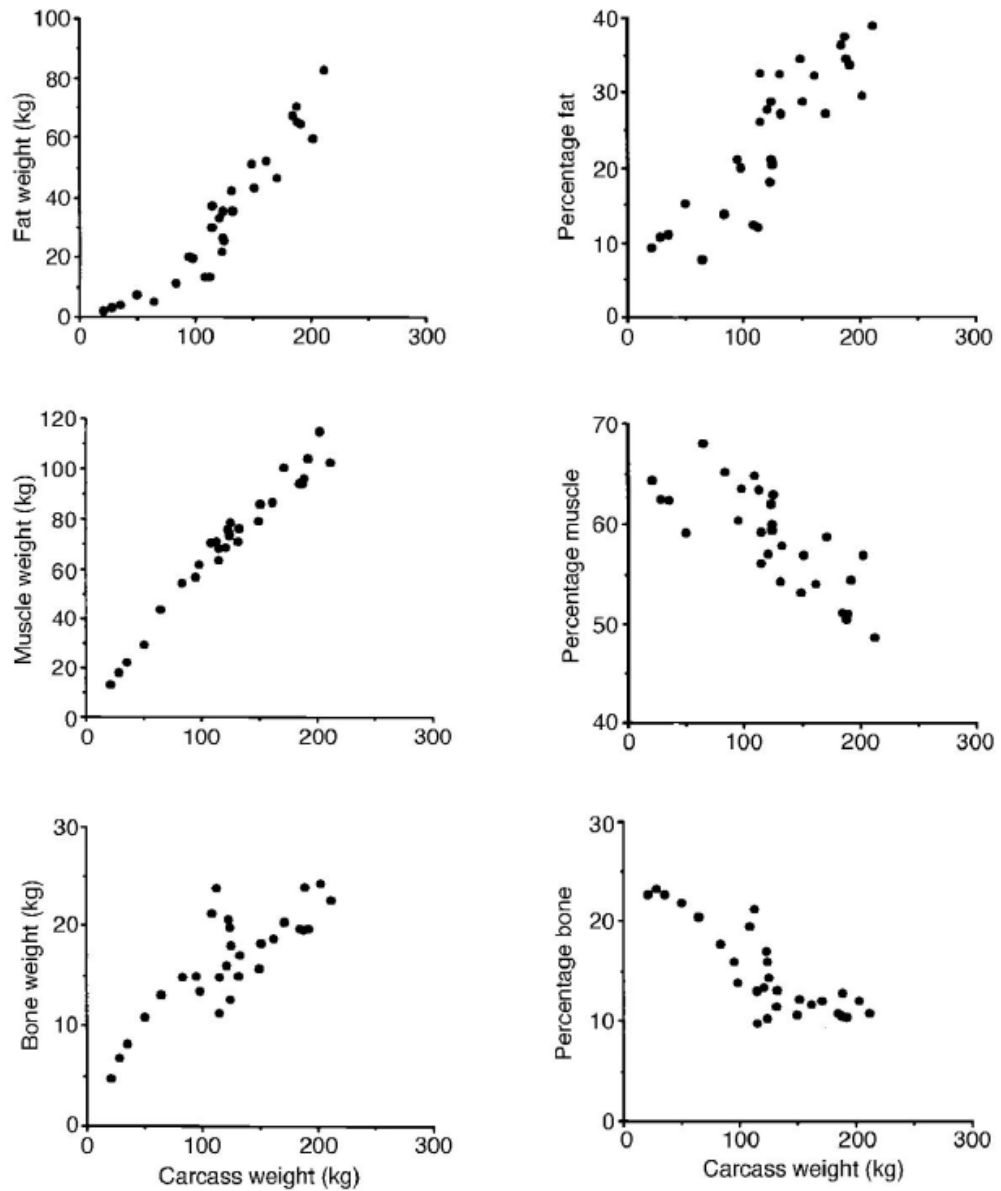 100
80
60
40
20
0
Fat weight (kg)
0 100 200 300
40
30
20
10
0
Percentage fat
0 100 200 300
120
100
80
60
40
20
0
Muscle weight (kg)
0 100 200 300
70
60
50
40
Percentage muscle
0 100 200 300
30
20
10
0
Bone weight (kg)
0 100 200 300
Carcass weight (kg)
30
20
10
0
Percentage bone
0 100 200 300
Carcass weight (kg)